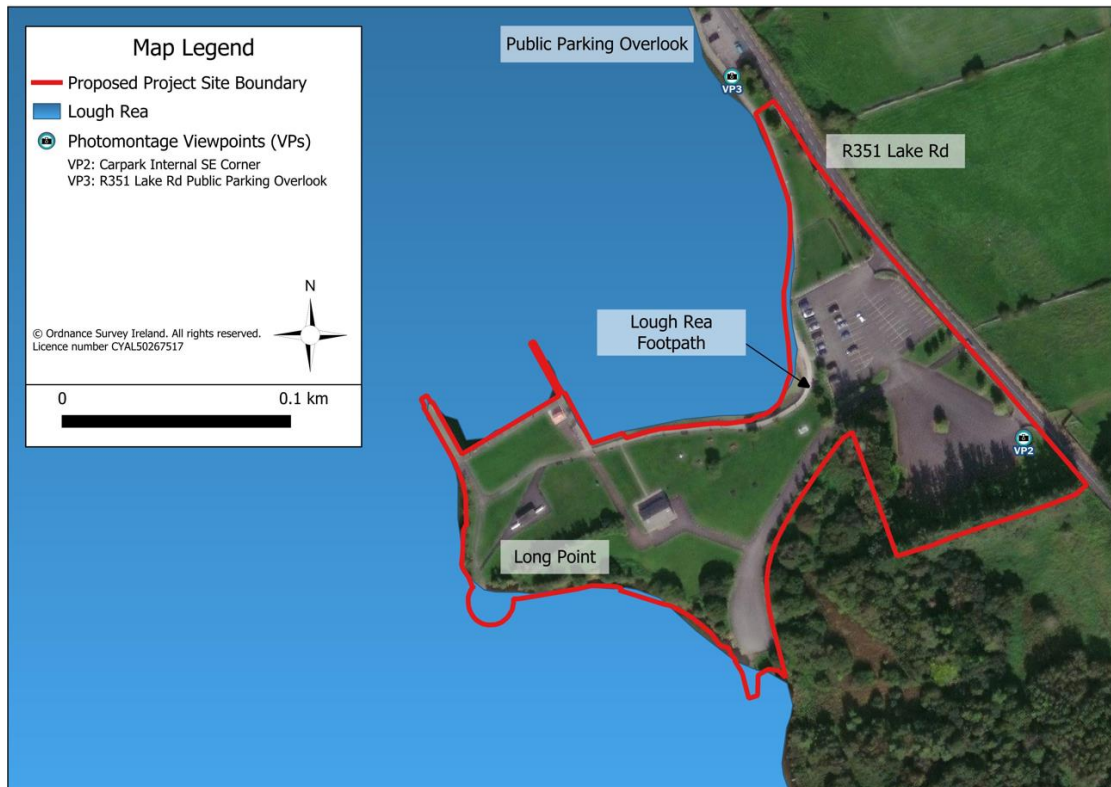 Map Legend
Proposed Project Site Boundary
Lough Rea
Photomontage Viewpoints (VPs)
VP2: Carpark Internal SE Corner
VP3: R351 Lake Rd Public Parking Overlook
N
© Ordnance Survey Ireland. All rights reserved.
Licence number CYAL50267517
0 0.1 km
Public Parking Overlook
VP3
R351 Lake Rd
Lough Rea
Footpath
VP2
Long Point